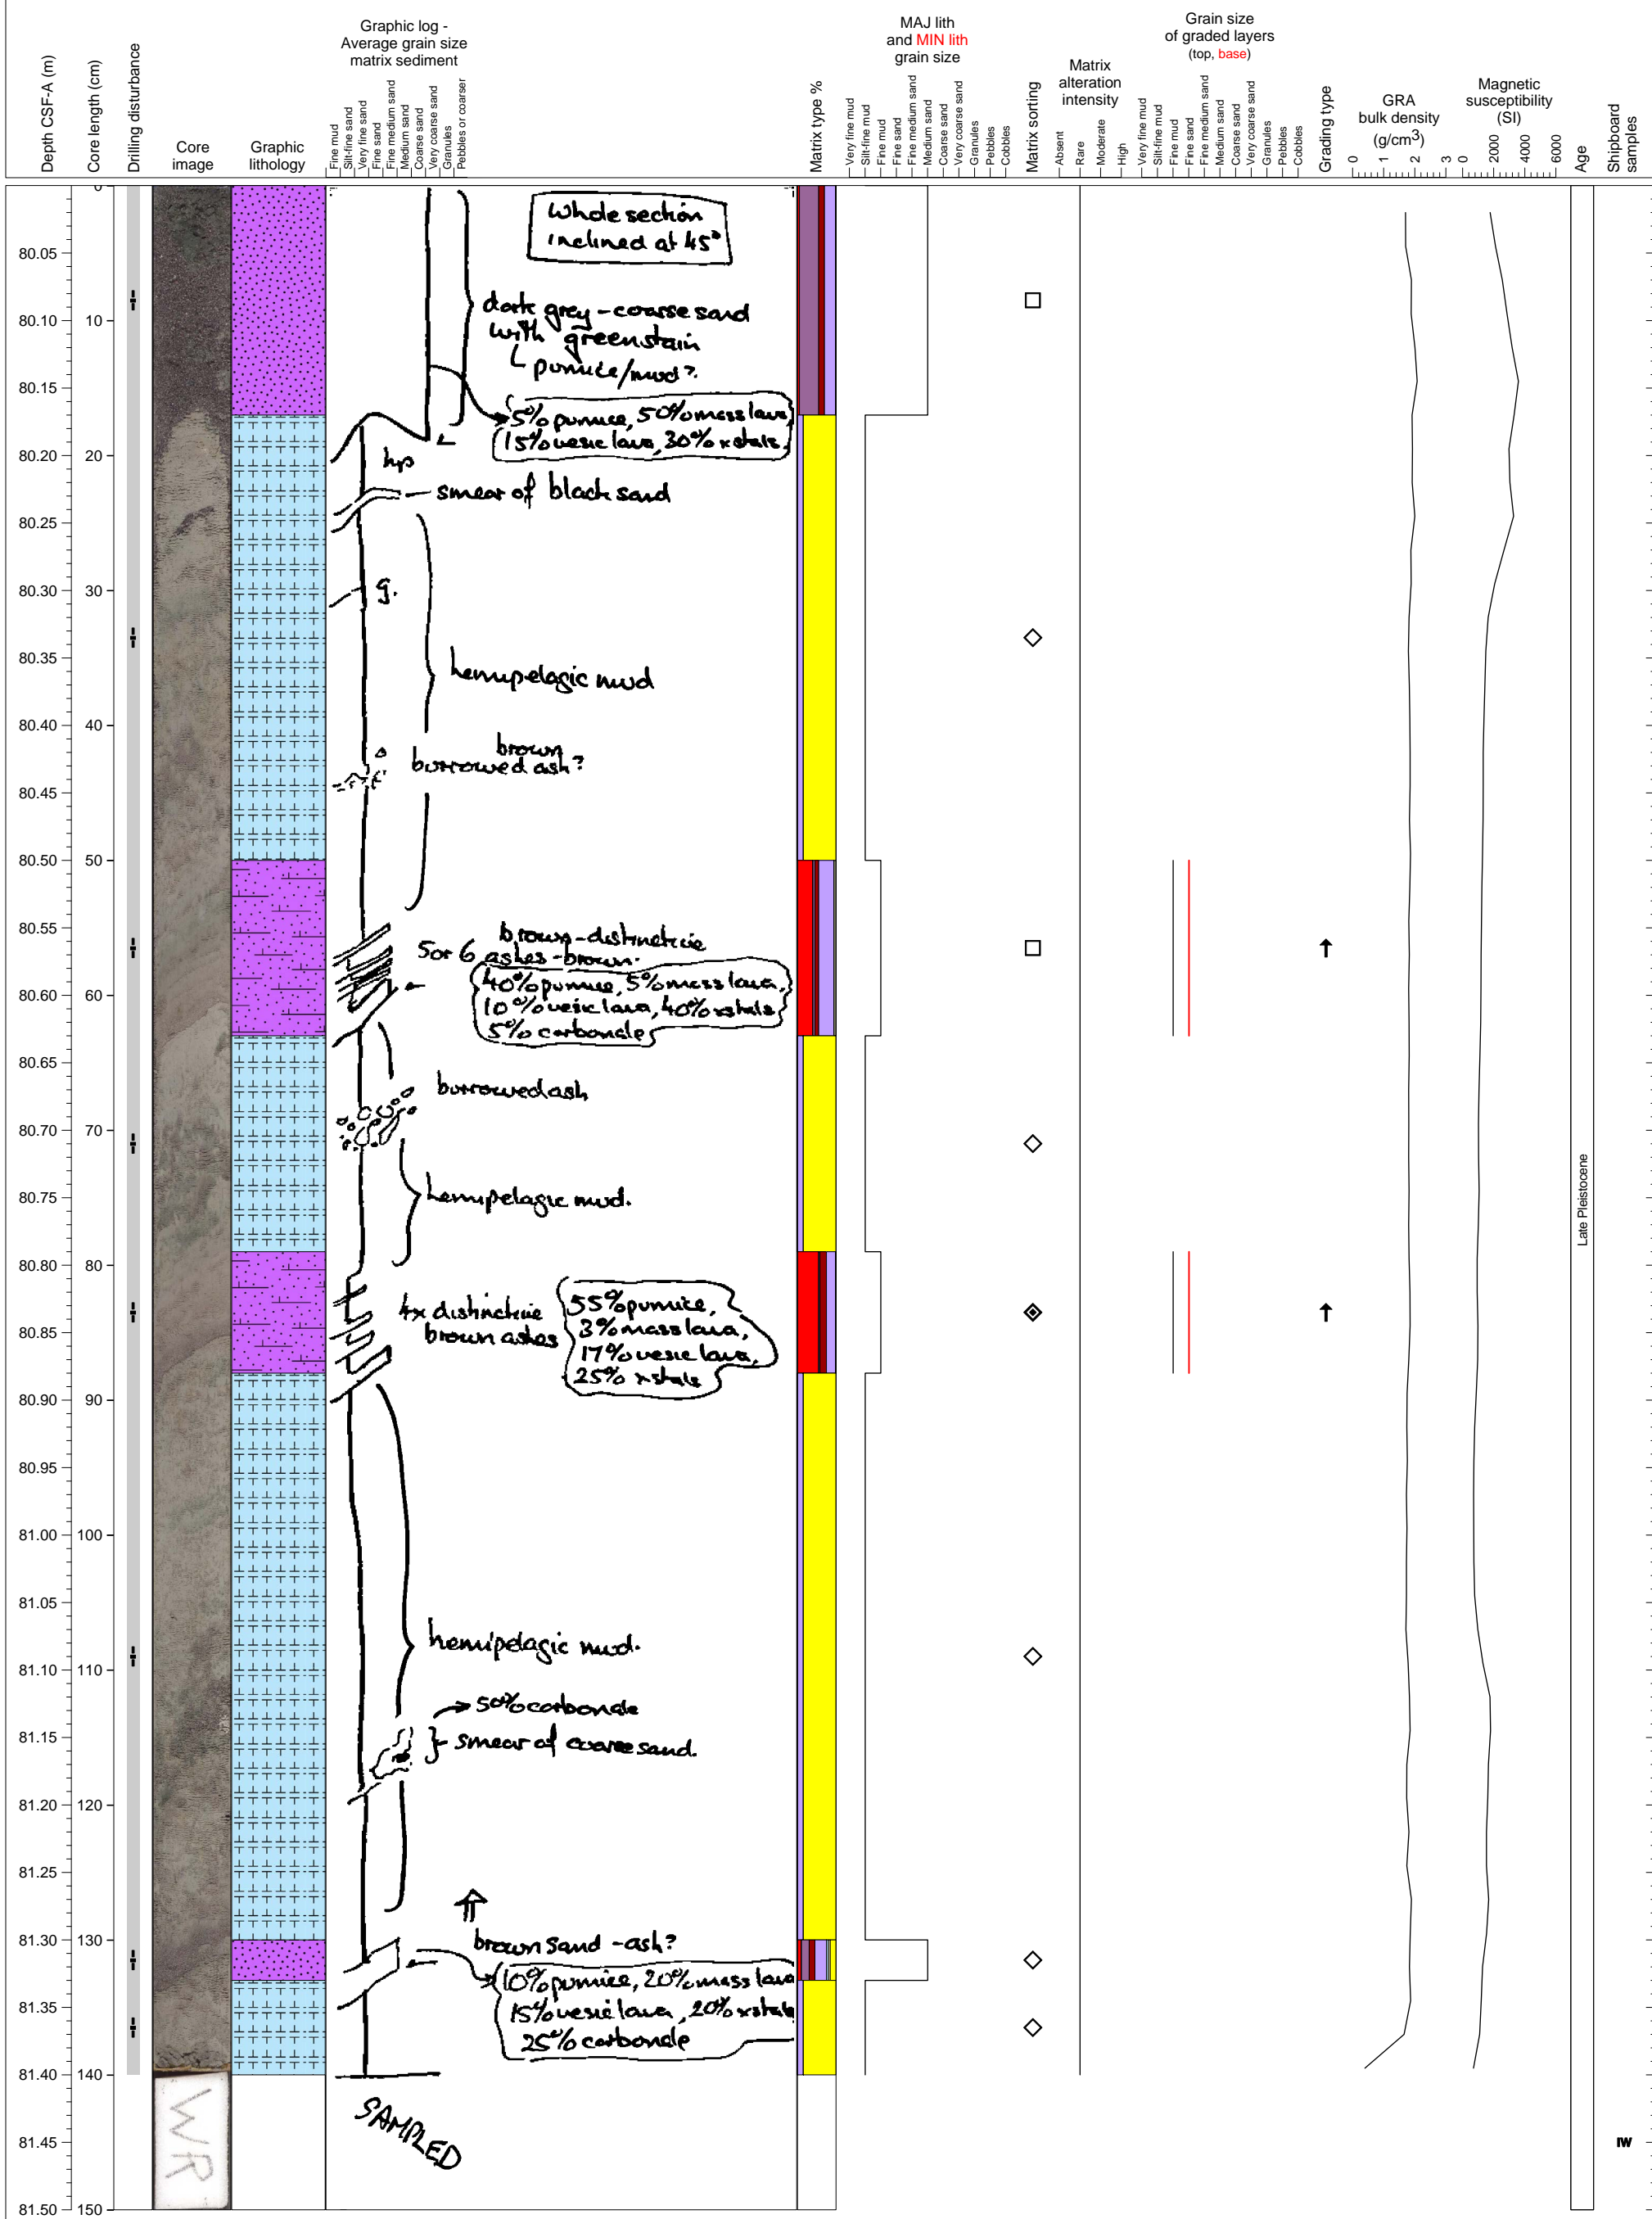 Depth CSF-A (m)
Core length (cm)
Drilling disturbance
Core
image
Graphic
lithology
Graphic log -
Average grain size
matrix sediment
Fine mud
Silt-fine sand
Very fine sand
Fine sand
Fine medium sand
Medium sand
Coarse sand
Very coarse sand
Granules
Pebbles or coarser
Matrix type %
MAJ lith
and MIN lith
grain size
Very fine mud
Silt-fine mud
Fine mud
Fine sand
Fine medium sand
Medium sand
Coarse sand
Very coarse sand
Granules
Pebbles
Cobbles
Matrix sorting
Matrix
alteration
intensity
Absent
Rare
Moderate
High
Grain size
of graded layers
(top, base)
Very fine mud
Silt-fine mud
Fine mud
Fine sand
Fine medium sand
Medium sand
Coarse sand
Very coarse sand
Granules
Pebbles
Cobbles
Grading type
GRA
bulk density
(g/cm3)
0 1 2 3
Magnetic
susceptibility
(SI)
0 2000 4000 6000
Age
Shipboard
samples
0
80.05
80.10 10
80.15
80.20 20
80.25
80.30 30
80.35
80.40 40
80.45
80.50 50
80.55
80.60 60
80.65
80.70 70
80.75
80.80 80
80.85
80.90 90
80.95
81.00 100
81.05
81.10 110
81.15
81.20 120
81.25
81.30 130
81.35
81.40 140
81.45
81.50 150
Whole section
inclined at 45°
dark grey - coarse sand
with greenstain
pumice/mud?
5% pumice, 50% mass lava,
15% vesic lava, 30% xstals.
hp
smear of black sand
g.
hemipelagic mud
brown
burrowed ash?
brown - distinctive
5 or 6 ashes - brown.
40% pumice, 5% mass lava,
10% vesic lava, 40% xstals
5% carbonate
burrowed ash
hemipelagic mud.
4x distinctive
brown ashes
55% pumice,
3% mass lava,
17% vesic lava,
25% xstals
hemipelagic mud.
50% carbonate
smear of coarse sand.
brown sand - ash?
10% pumice, 20% mass lava
15% vesic lava, 20% xstals
25% carbonate
SAMPLED
WR
Late Pleistocene
IW